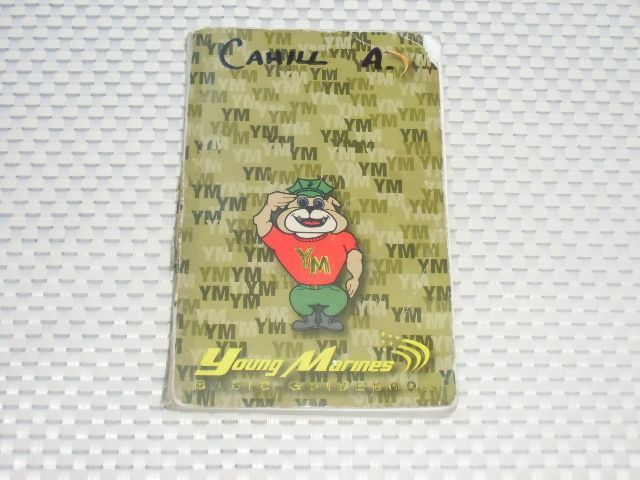 CAHILL A.
YM
Young Marines
BASIC GUIDEBOOK